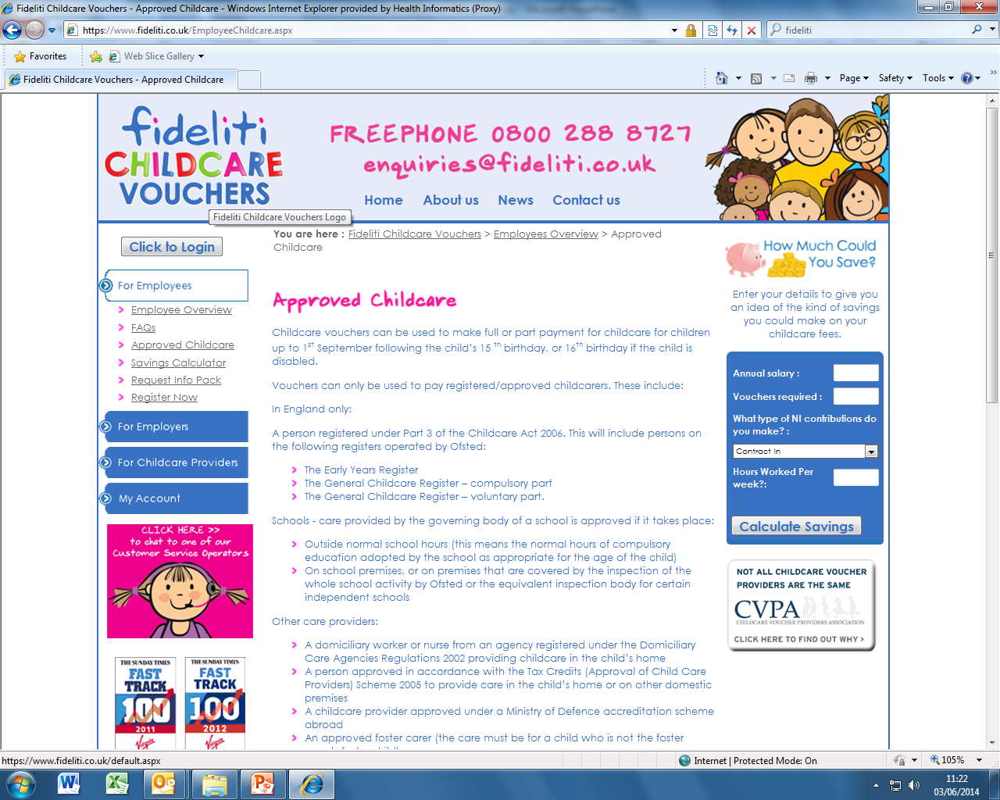 Fideliti Childcare Vouchers - Approved Childcare - Windows Internet Explorer provided by Health Informatics (Proxy)
https://www.fideliti.co.uk/EmployeeChildcare.aspx
fideliti
Favorites
Web Slice Gallery
Fideliti Childcare Vouchers - Approved Childcare
Page
Safety
Tools
fideliti
CHILDCARE
VOUCHERS
FREEPHONE 0800 288 8727
enquiries@fideliti.co.uk
Home About us News Contact us
Fideliti Childcare Vouchers Logo
Click to Login
For Employees
Employee Overview
FAQs
Approved Childcare
Savings Calculator
Request Info Pack
Register Now
For Employers
For Childcare Providers
My Account
CLICK HERE >>
to chat to one of our
Customer Service Operators
THE SUNDAY TIMES
FAST
TRACK
100
2011
Virgin
THE SUNDAY TIMES
FAST
TRACK
100
2012
Virgin
You are here : Fideliti Childcare Vouchers > Employees Overview > Approved
Childcare
Approved Childcare
Childcare vouchers can be used to make full or part payment for childcare for children
up to 1st September following the child's 15 th birthday, or 16th birthday if the child is
disabled.
Vouchers can only be used to pay registered/approved childcarers. These include:
In England only:
A person registered under Part 3 of the Childcare Act 2006. This will include persons on
the following registers operated by Ofsted:
The Early Years Register
The General Childcare Register – compulsory part
The General Childcare Register – voluntary part.
Schools - care provided by the governing body of a school is approved if it takes place:
Outside normal school hours (this means the normal hours of compulsory
education adopted by the school as appropriate for the age of the child)
On school premises, or on premises that are covered by the inspection of the
whole school activity by Ofsted or the equivalent inspection body for certain
independent schools
Other care providers:
A domiciliary worker or nurse from an agency registered under the Domiciliary
Care Agencies Regulations 2002 providing childcare in the child's home
A person approved in accordance with the Tax Credits (Approval of Child Care
Providers) Scheme 2005 to provide care in the child's home or on other domestic
premises
A childcare provider approved under a Ministry of Defence accreditation scheme
abroad
An approved foster carer (the care must be for a child who is not the foster
How Much Could
You Save?
Enter your details to give you
an idea of the kind of savings
you could make on your
childcare fees.
Annual salary :
Vouchers required :
What type of NI contributions do
you make? :
Contract In
Hours Worked Per
week?:
Calculate Savings
NOT ALL CHILDCARE VOUCHER
PROVIDERS ARE THE SAME
CVPA
CHILDCARE VOUCHER PROVIDERS ASSOCIATION
CLICK HERE TO FIND OUT WHY >
https://www.fideliti.co.uk/default.aspx
Internet | Protected Mode: On
105%
11:22
03/06/2014